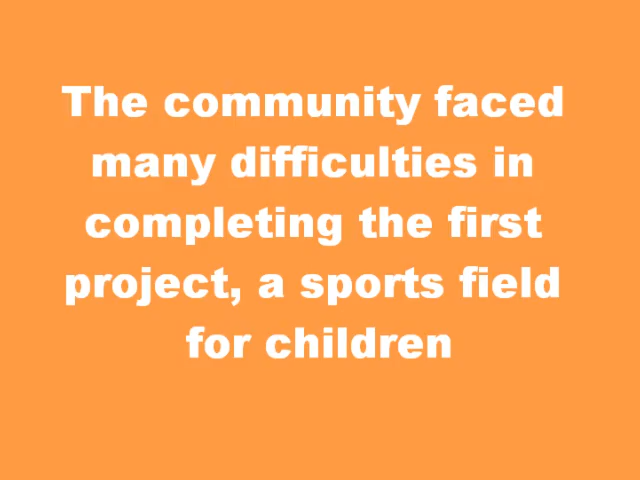 The community faced
many difficulties in
completing the first
project, a sports field
for children